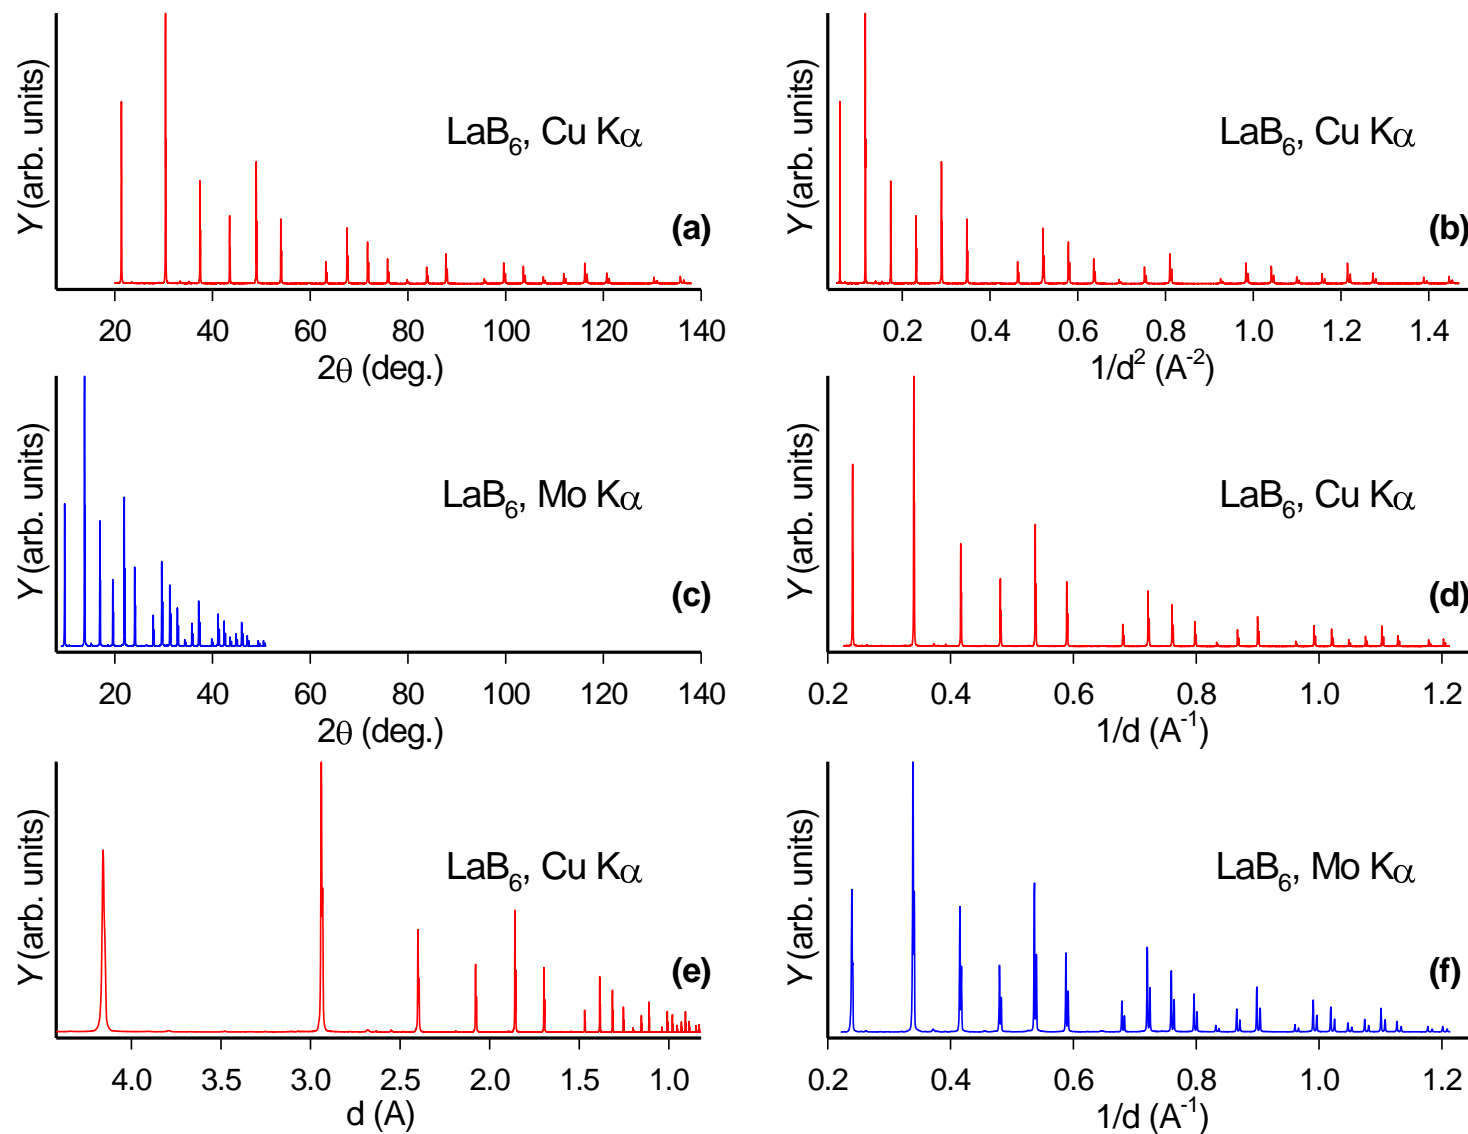 Y (arb. units)
LaB₆, Cu Kα
(a)
20 40 60 80 100 120 140
2θ (deg.)
Y (arb. units)
LaB₆, Cu Kα
(b)
0.2 0.4 0.6 0.8 1.0 1.2 1.4
1/d² (A⁻²)
Y (arb. units)
LaB₆, Mo Kα
(c)
20 40 60 80 100 120 140
2θ (deg.)
Y (arb. units)
LaB₆, Cu Kα
(d)
0.2 0.4 0.6 0.8 1.0 1.2
1/d (A⁻¹)
Y (arb. units)
LaB₆, Cu Kα
(e)
4.0 3.5 3.0 2.5 2.0 1.5 1.0
d (A)
Y (arb. units)
LaB₆, Mo Kα
(f)
0.2 0.4 0.6 0.8 1.0 1.2
1/d (A⁻¹)